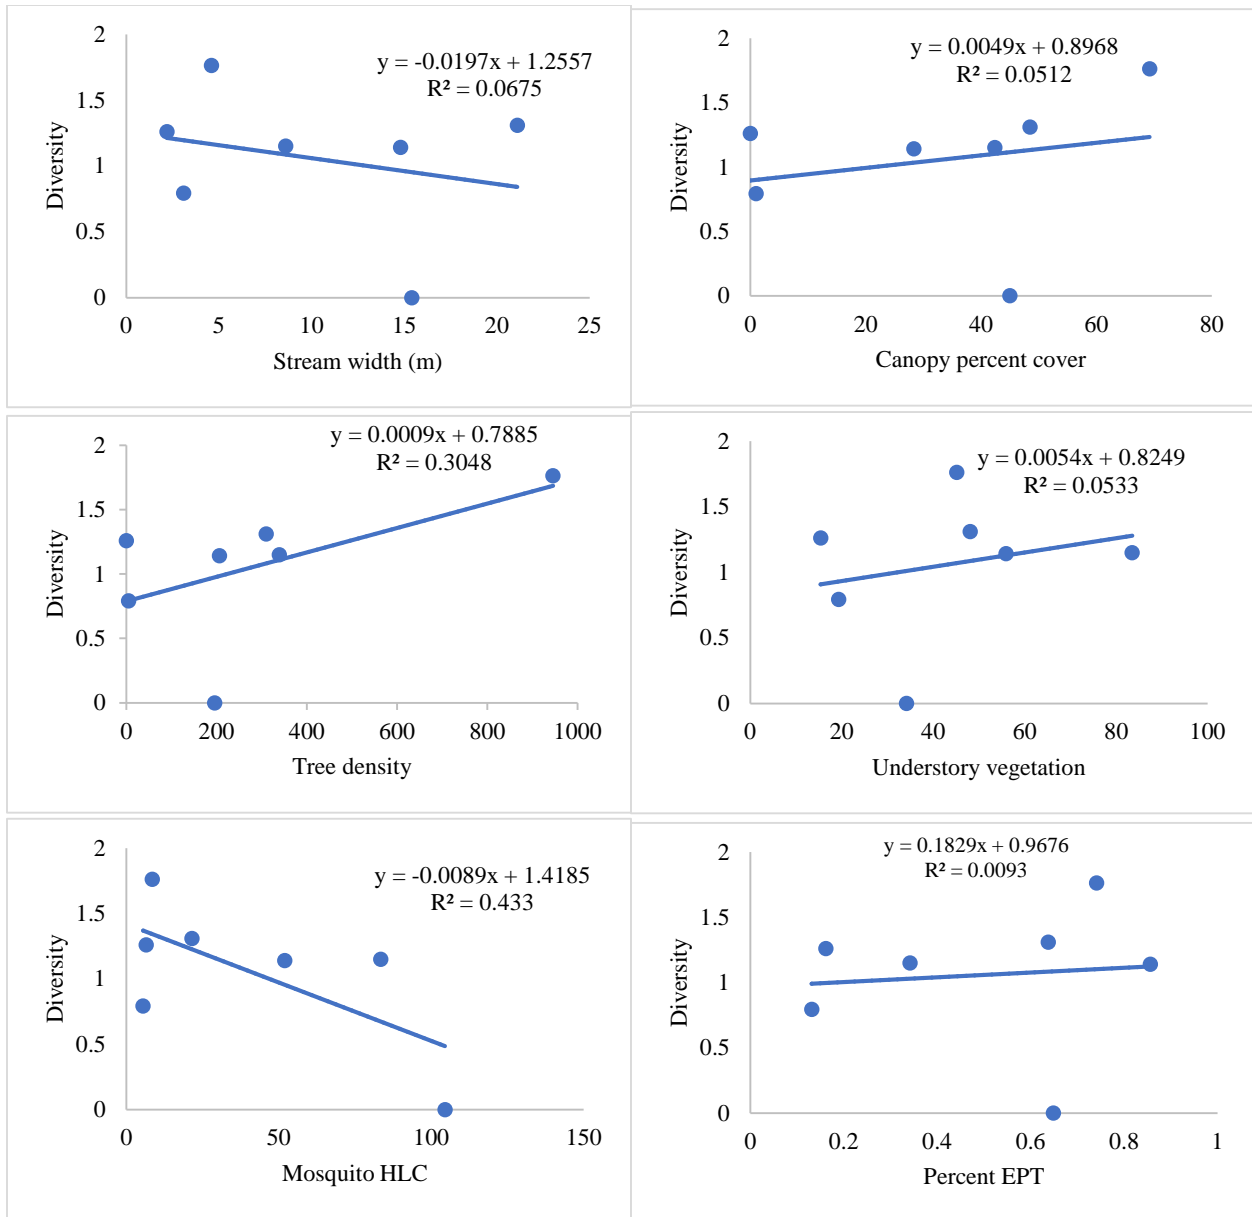 y = -0.0197x + 1.2557
R² = 0.0675
2
1.5
1
0.5
0
Diversity
0 5 10 15 20 25
Stream width (m)
y = 0.0049x + 0.8968
R² = 0.0512
2
1.5
1
0.5
0
Diversity
0 20 40 60 80
Canopy percent cover
y = 0.0009x + 0.7885
R² = 0.3048
2
1.5
1
0.5
0
Diversity
0 200 400 600 800 1000
Tree density
y = 0.0054x + 0.8249
R² = 0.0533
2
1.5
1
0.5
0
Diversity
0 20 40 60 80 100
Understory vegetation
y = -0.0089x + 1.4185
R² = 0.433
2
1.5
1
0.5
0
Diversity
0 50 100 150
Mosquito HLC
y = 0.1829x + 0.9676
R² = 0.0093
2
1.5
1
0.5
0
Diversity
0 0.2 0.4 0.6 0.8 1
Percent EPT